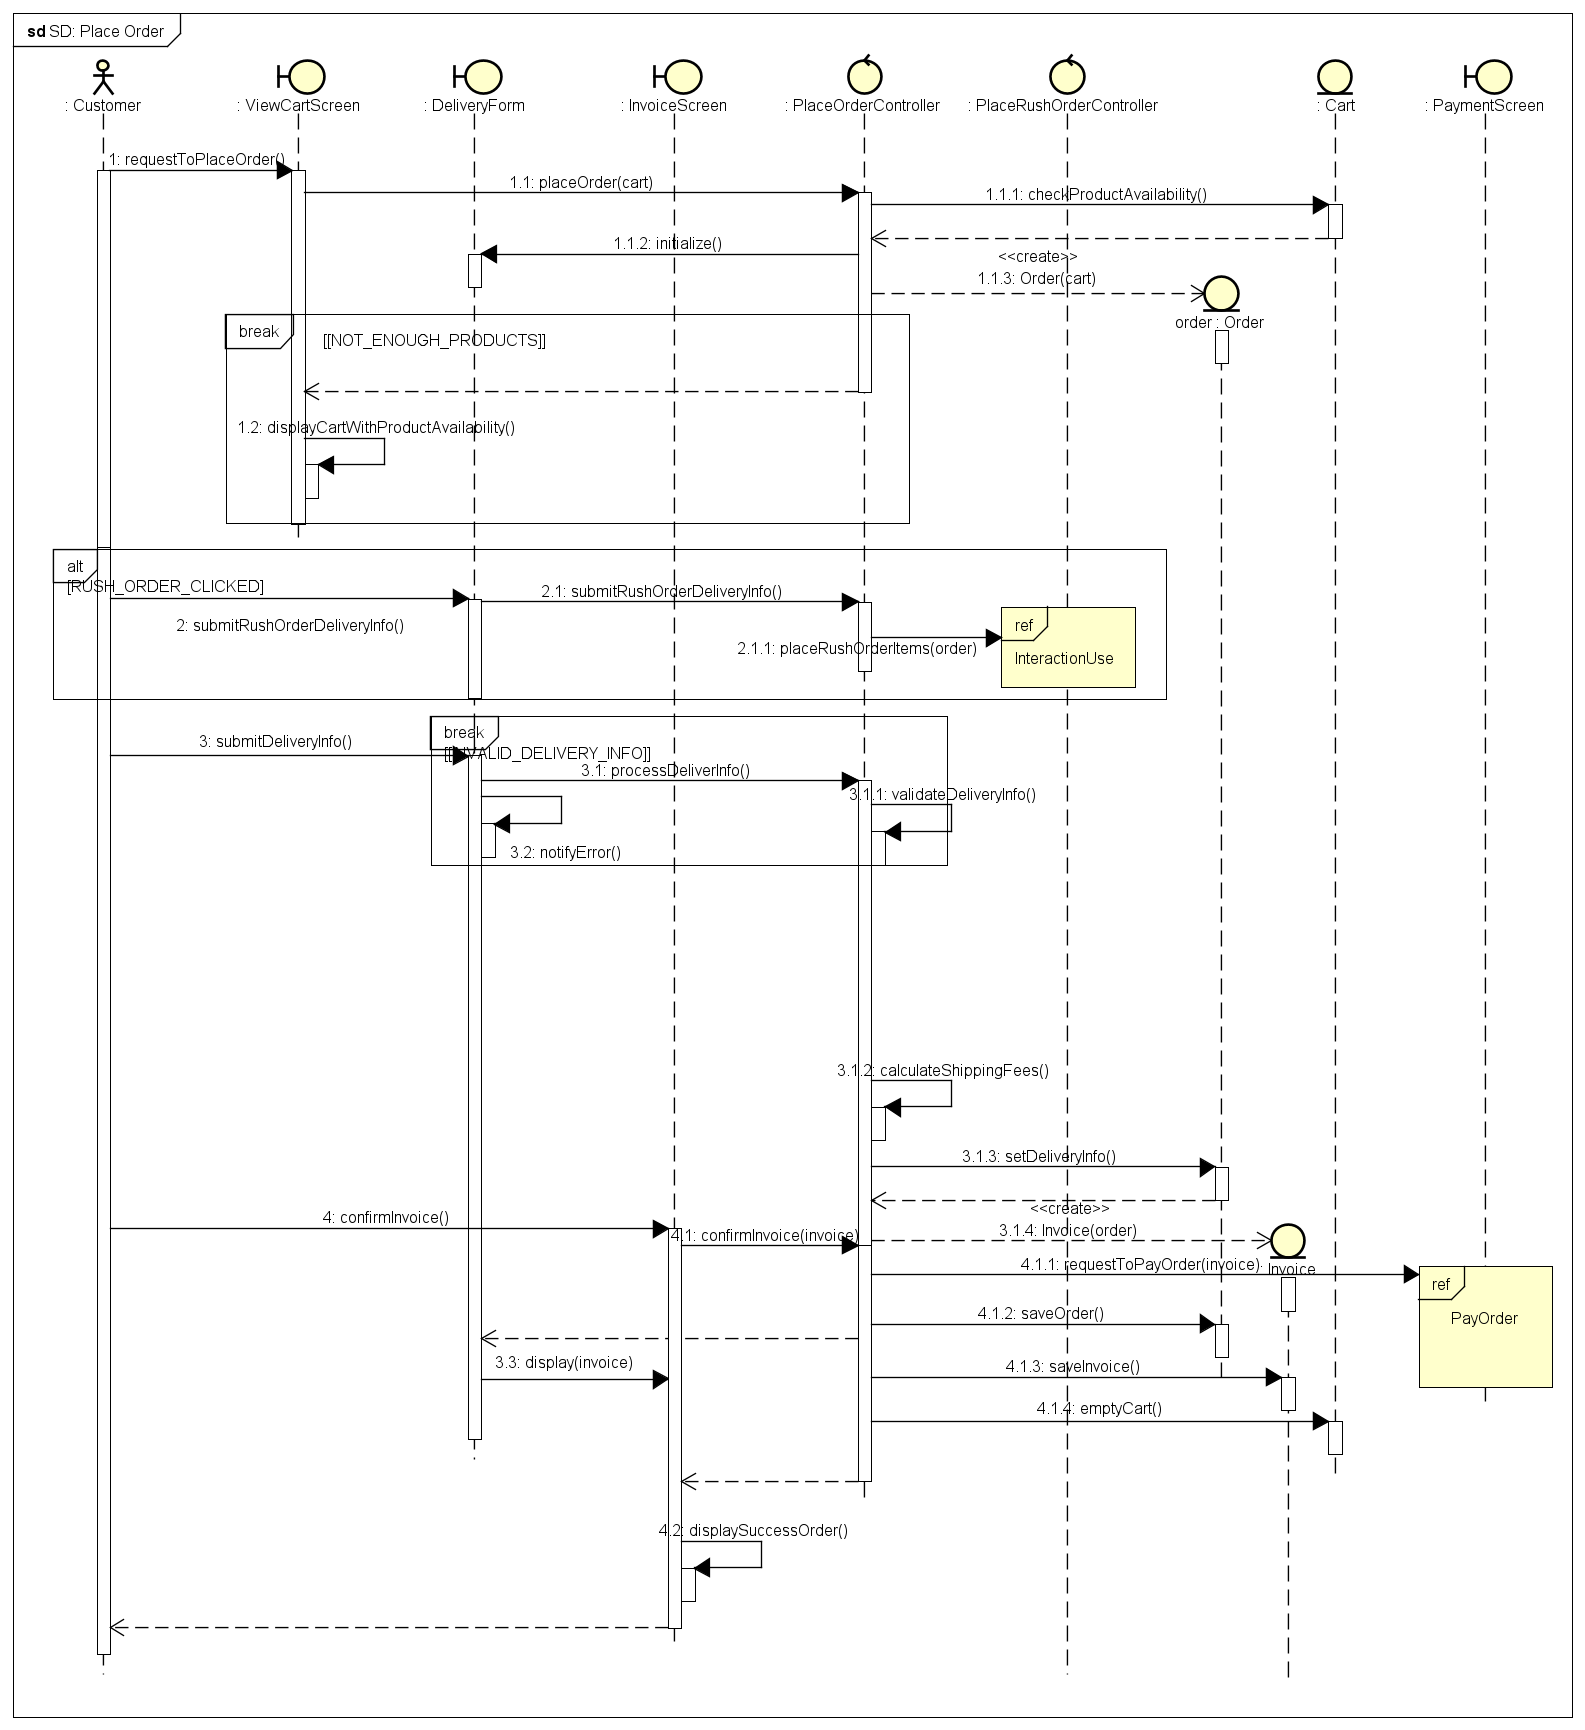 sd SD: Place Order
: Customer
: ViewCartScreen
: DeliveryForm
: InvoiceScreen
: PlaceOrderController
: PlaceRushOrderController
: Cart
: PaymentScreen
1: requestToPlaceOrder()
1.1: placeOrder(cart)
1.1.1: checkProductAvailability()
1.1.2: initialize()
<<create>>
1.1.3: Order(cart)
order : Order
break
[[NOT_ENOUGH_PRODUCTS]]
1.2: displayCartWithProductAvailability()
alt
[RUSH_ORDER_CLICKED]
2: submitRushOrderDeliveryInfo()
2.1: submitRushOrderDeliveryInfo()
2.1.1: placeRushOrderItems(order)
ref
InteractionUse
break
[[INVALID_DELIVERY_INFO]]
3: submitDeliveryInfo()
3.1: processDeliverInfo()
3.1.1: validateDeliveryInfo()
3.2: notifyError()
3.1.2: calculateShippingFees()
3.1.3: setDeliveryInfo()
<<create>>
3.1.4: Invoice(order)
4: confirmInvoice()
4.1: confirmInvoice(invoice)
4.1.1: requestToPayOrder(invoice)
: Invoice
ref
PayOrder
4.1.2: saveOrder()
3.3: display(invoice)
4.1.3: saveInvoice()
4.1.4: emptyCart()
4.2: displaySuccessOrder()